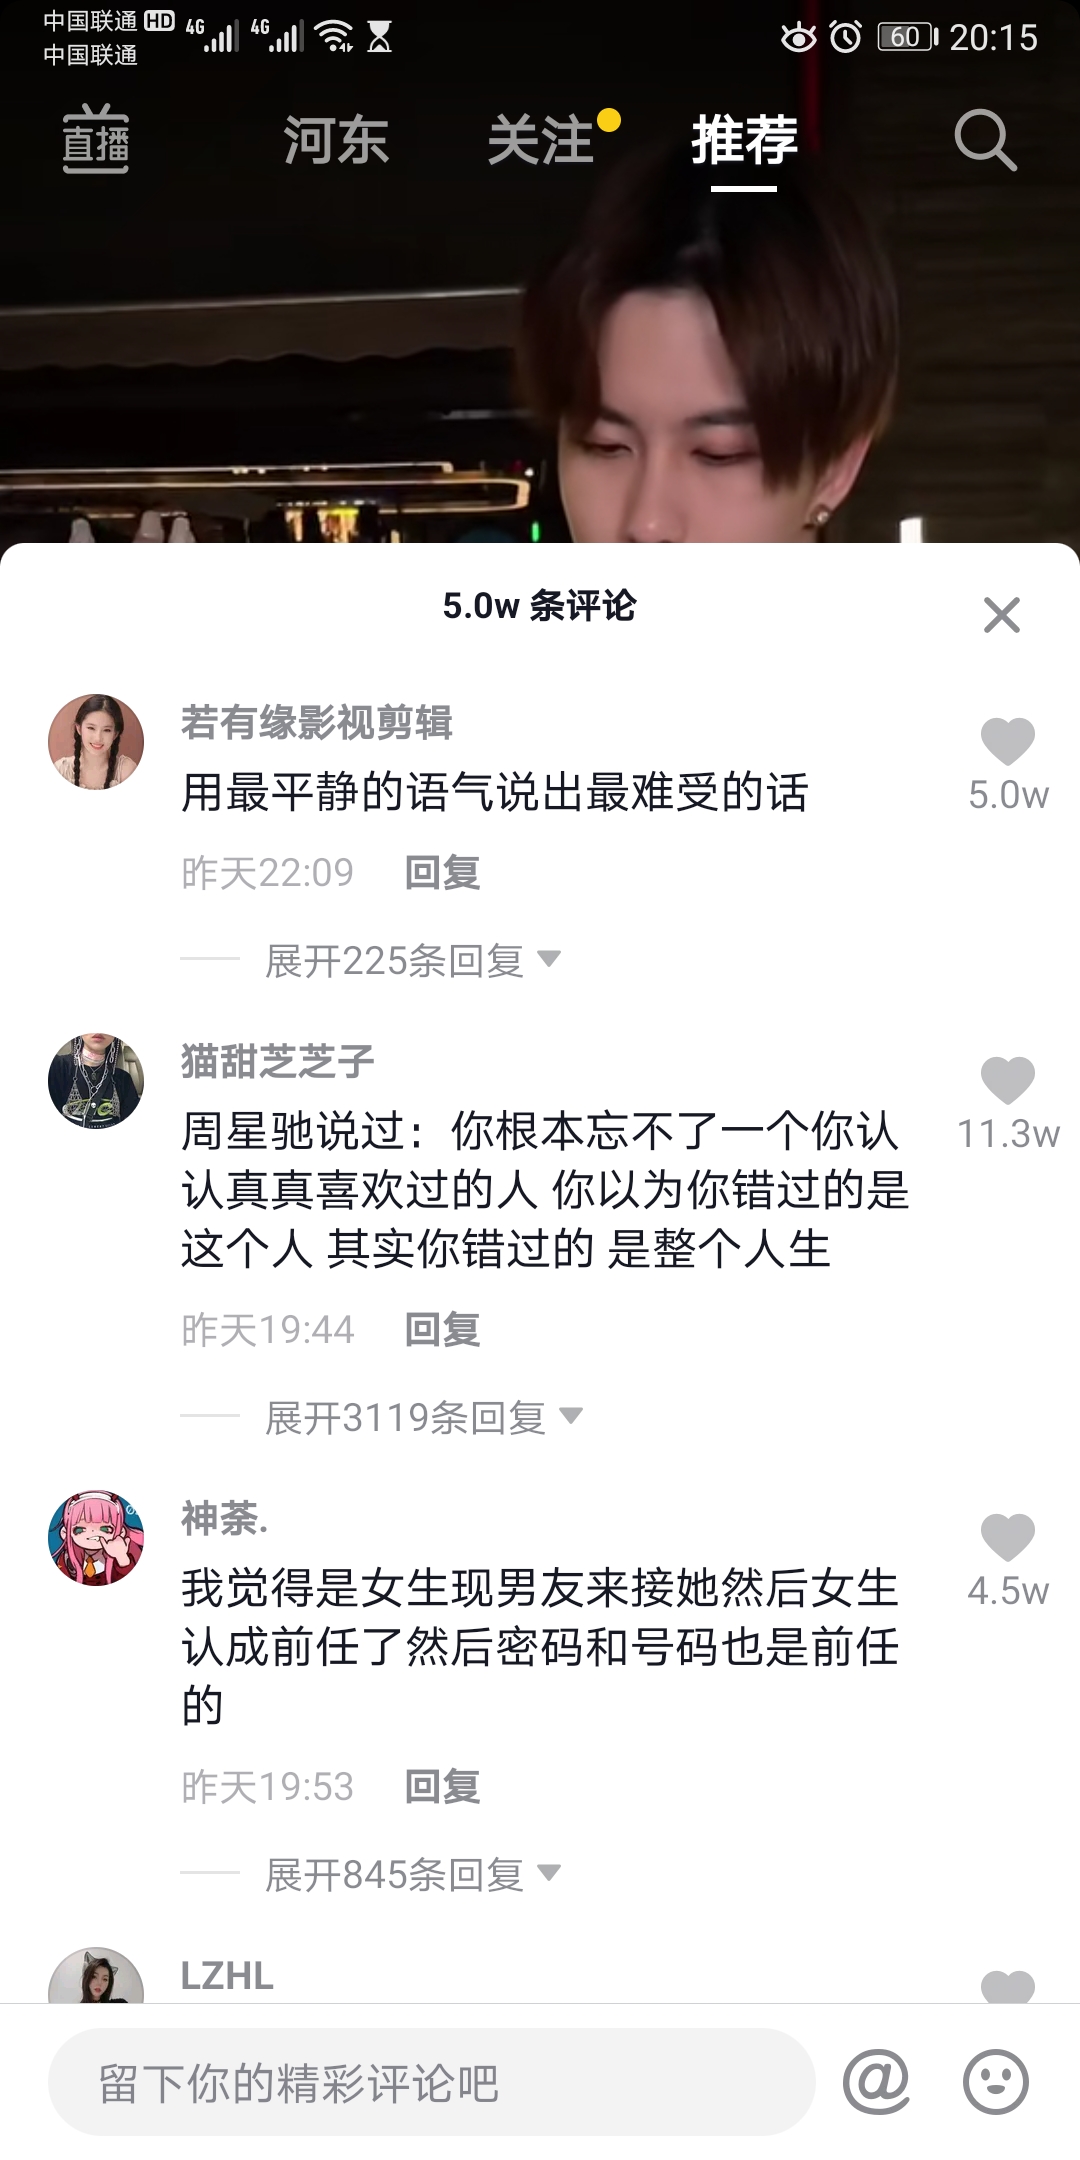 中国联通 HD 4G 4G 60 20:15
中国联通
直播 河东 关注 推荐
5.0w 条评论
若有缘影视剪辑
用最平静的语气说出最难受的话
5.0w
昨天22:09 回复
展开225条回复
猫甜芝芝子
周星驰说过：你根本忘不了一个你认
11.3w
认真真喜欢过的人 你以为你错过的是
这个人 其实你错过的 是整个人生
昨天19:44 回复
展开3119条回复
神荼.
我觉得是女生现男友来接她然后女生
4.5w
认成前任了然后密码和号码也是前任
的
昨天19:53 回复
展开845条回复
LZHL
留下你的精彩评论吧 @